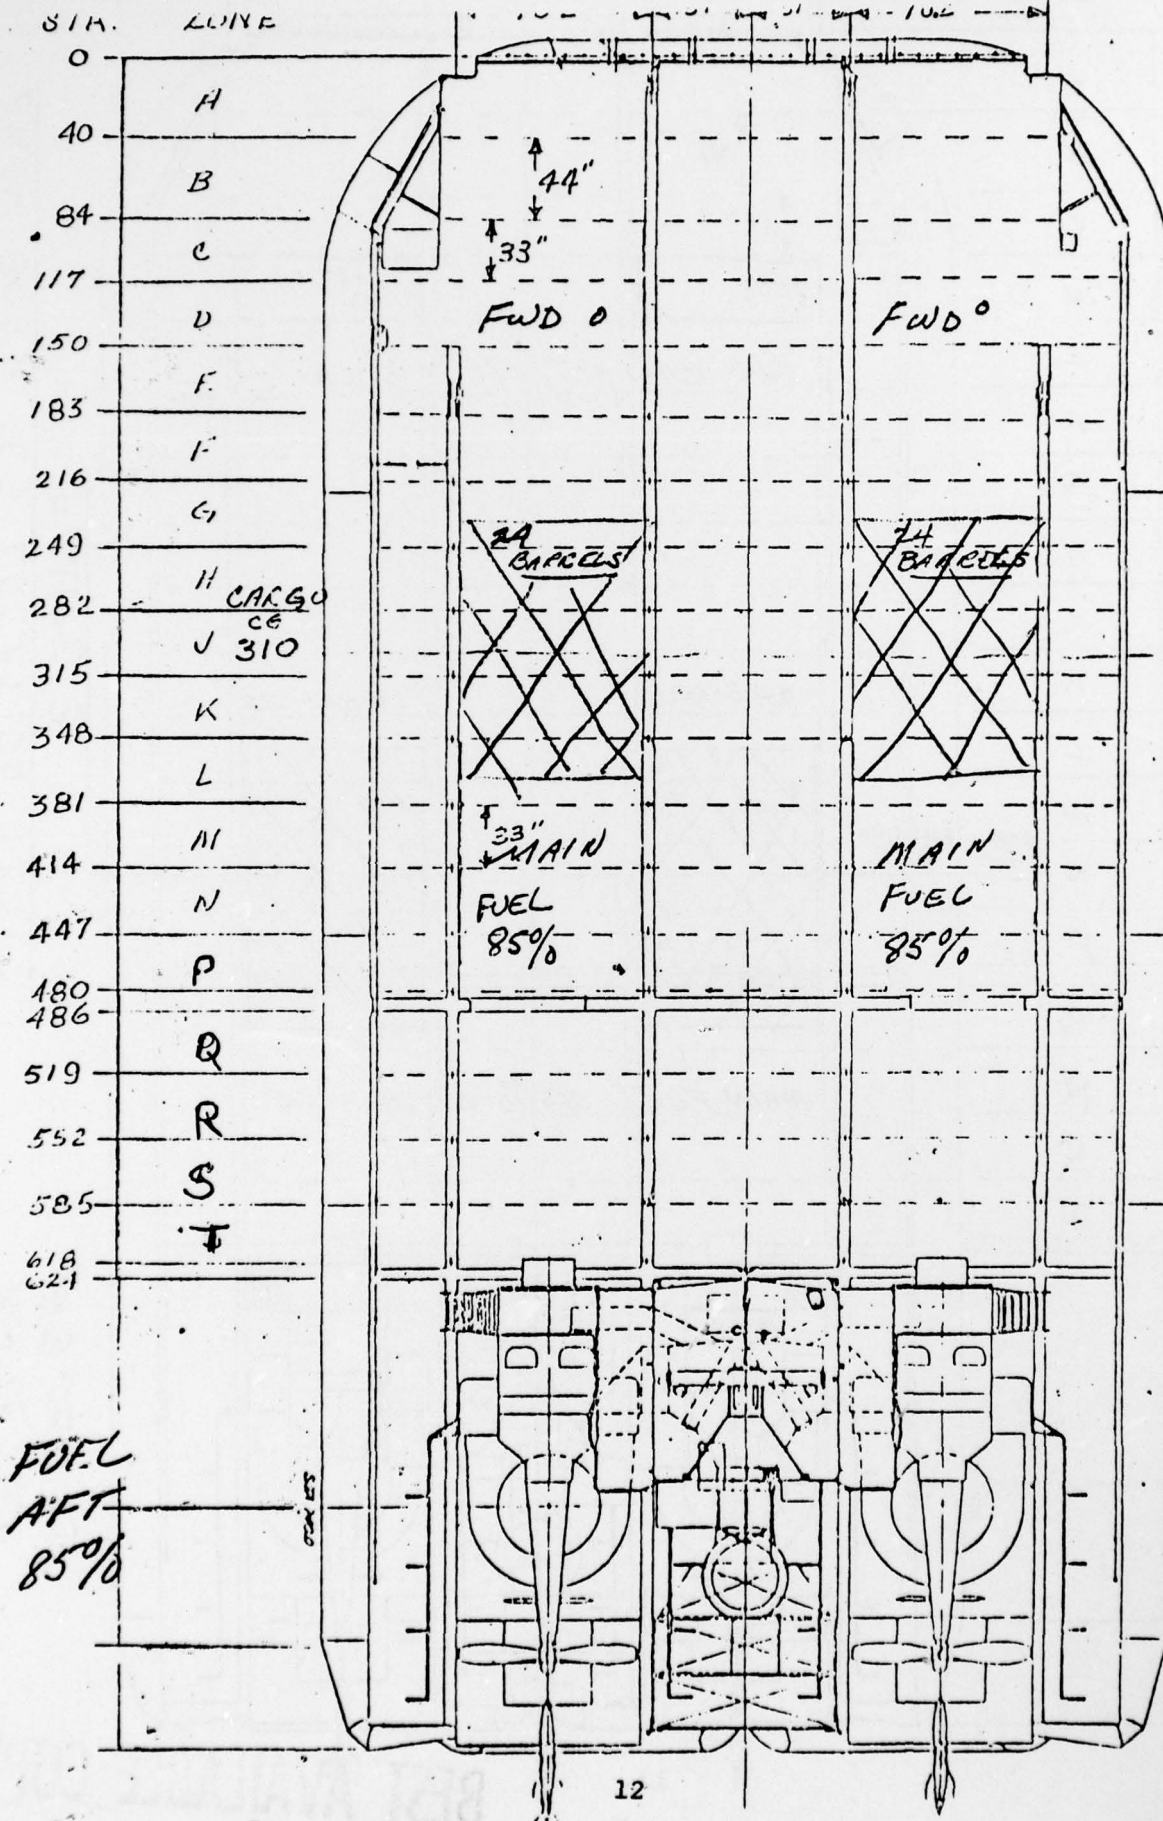 STA. ZONE
0
A
40
44"
B
84
33"
C
117
D FWD 0 FWD 0
150
E
183
F
216
G
249
24 BARRELS
24 BARRELS
H
CARGO
282
CG
J 310
315
K
348
L
381
33"
M MAIN MAIN
414
N FUEL FUEL
447
85% 85%
P
480
486
Q
519
R
552
S
585
T
618
624
FUEL
AFT
85%
12